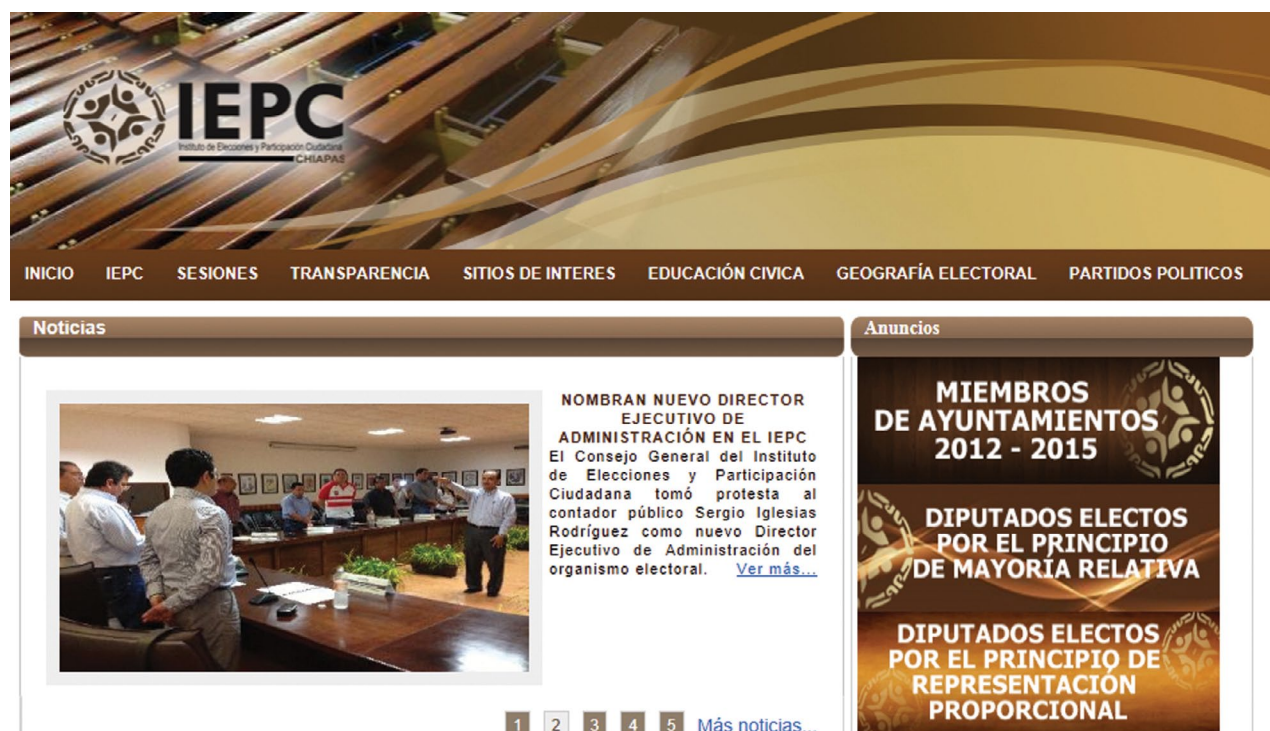 IEPC
Instituto de Elecciones y Participación Ciudadana
CHIAPAS
INICIO IEPC SESIONES TRANSPARENCIA SITIOS DE INTERES EDUCACIÓN CIVICA GEOGRAFÍA ELECTORAL PARTIDOS POLITICOS
Noticias
NOMBRAN NUEVO DIRECTOR
EJECUTIVO DE
ADMINISTRACIÓN EN EL IEPC
El Consejo General del Instituto
de Elecciones y Participación
Ciudadana tomó protesta al
contador público Sergio Iglesias
Rodríguez como nuevo Director
Ejecutivo de Administración del
organismo electoral. Ver más...
1 2 3 4 5 Más noticias...
Anuncios
MIEMBROS
DE AYUNTAMIENTOS
2012 - 2015
DIPUTADOS ELECTOS
POR EL PRINCIPIO
DE MAYORÍA RELATIVA
DIPUTADOS ELECTOS
POR EL PRINCIPIO DE
REPRESENTACIÓN
PROPORCIONAL